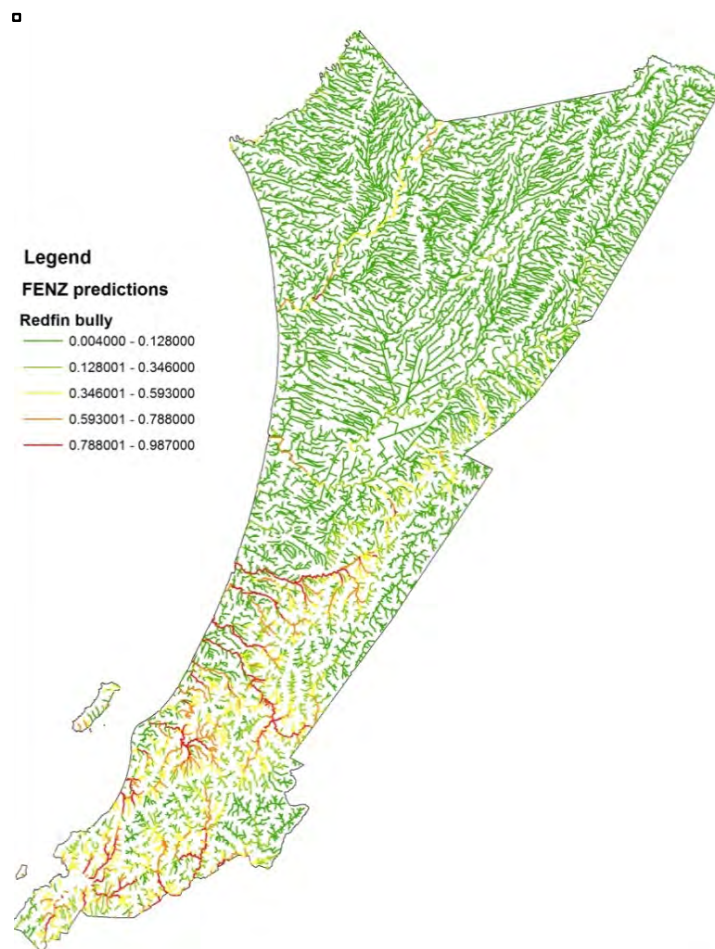 Legend
FENZ predictions
Redfin bully
0.004000 - 0.128000
0.128001 - 0.346000
0.346001 - 0.593000
0.593001 - 0.788000
0.788001 - 0.987000